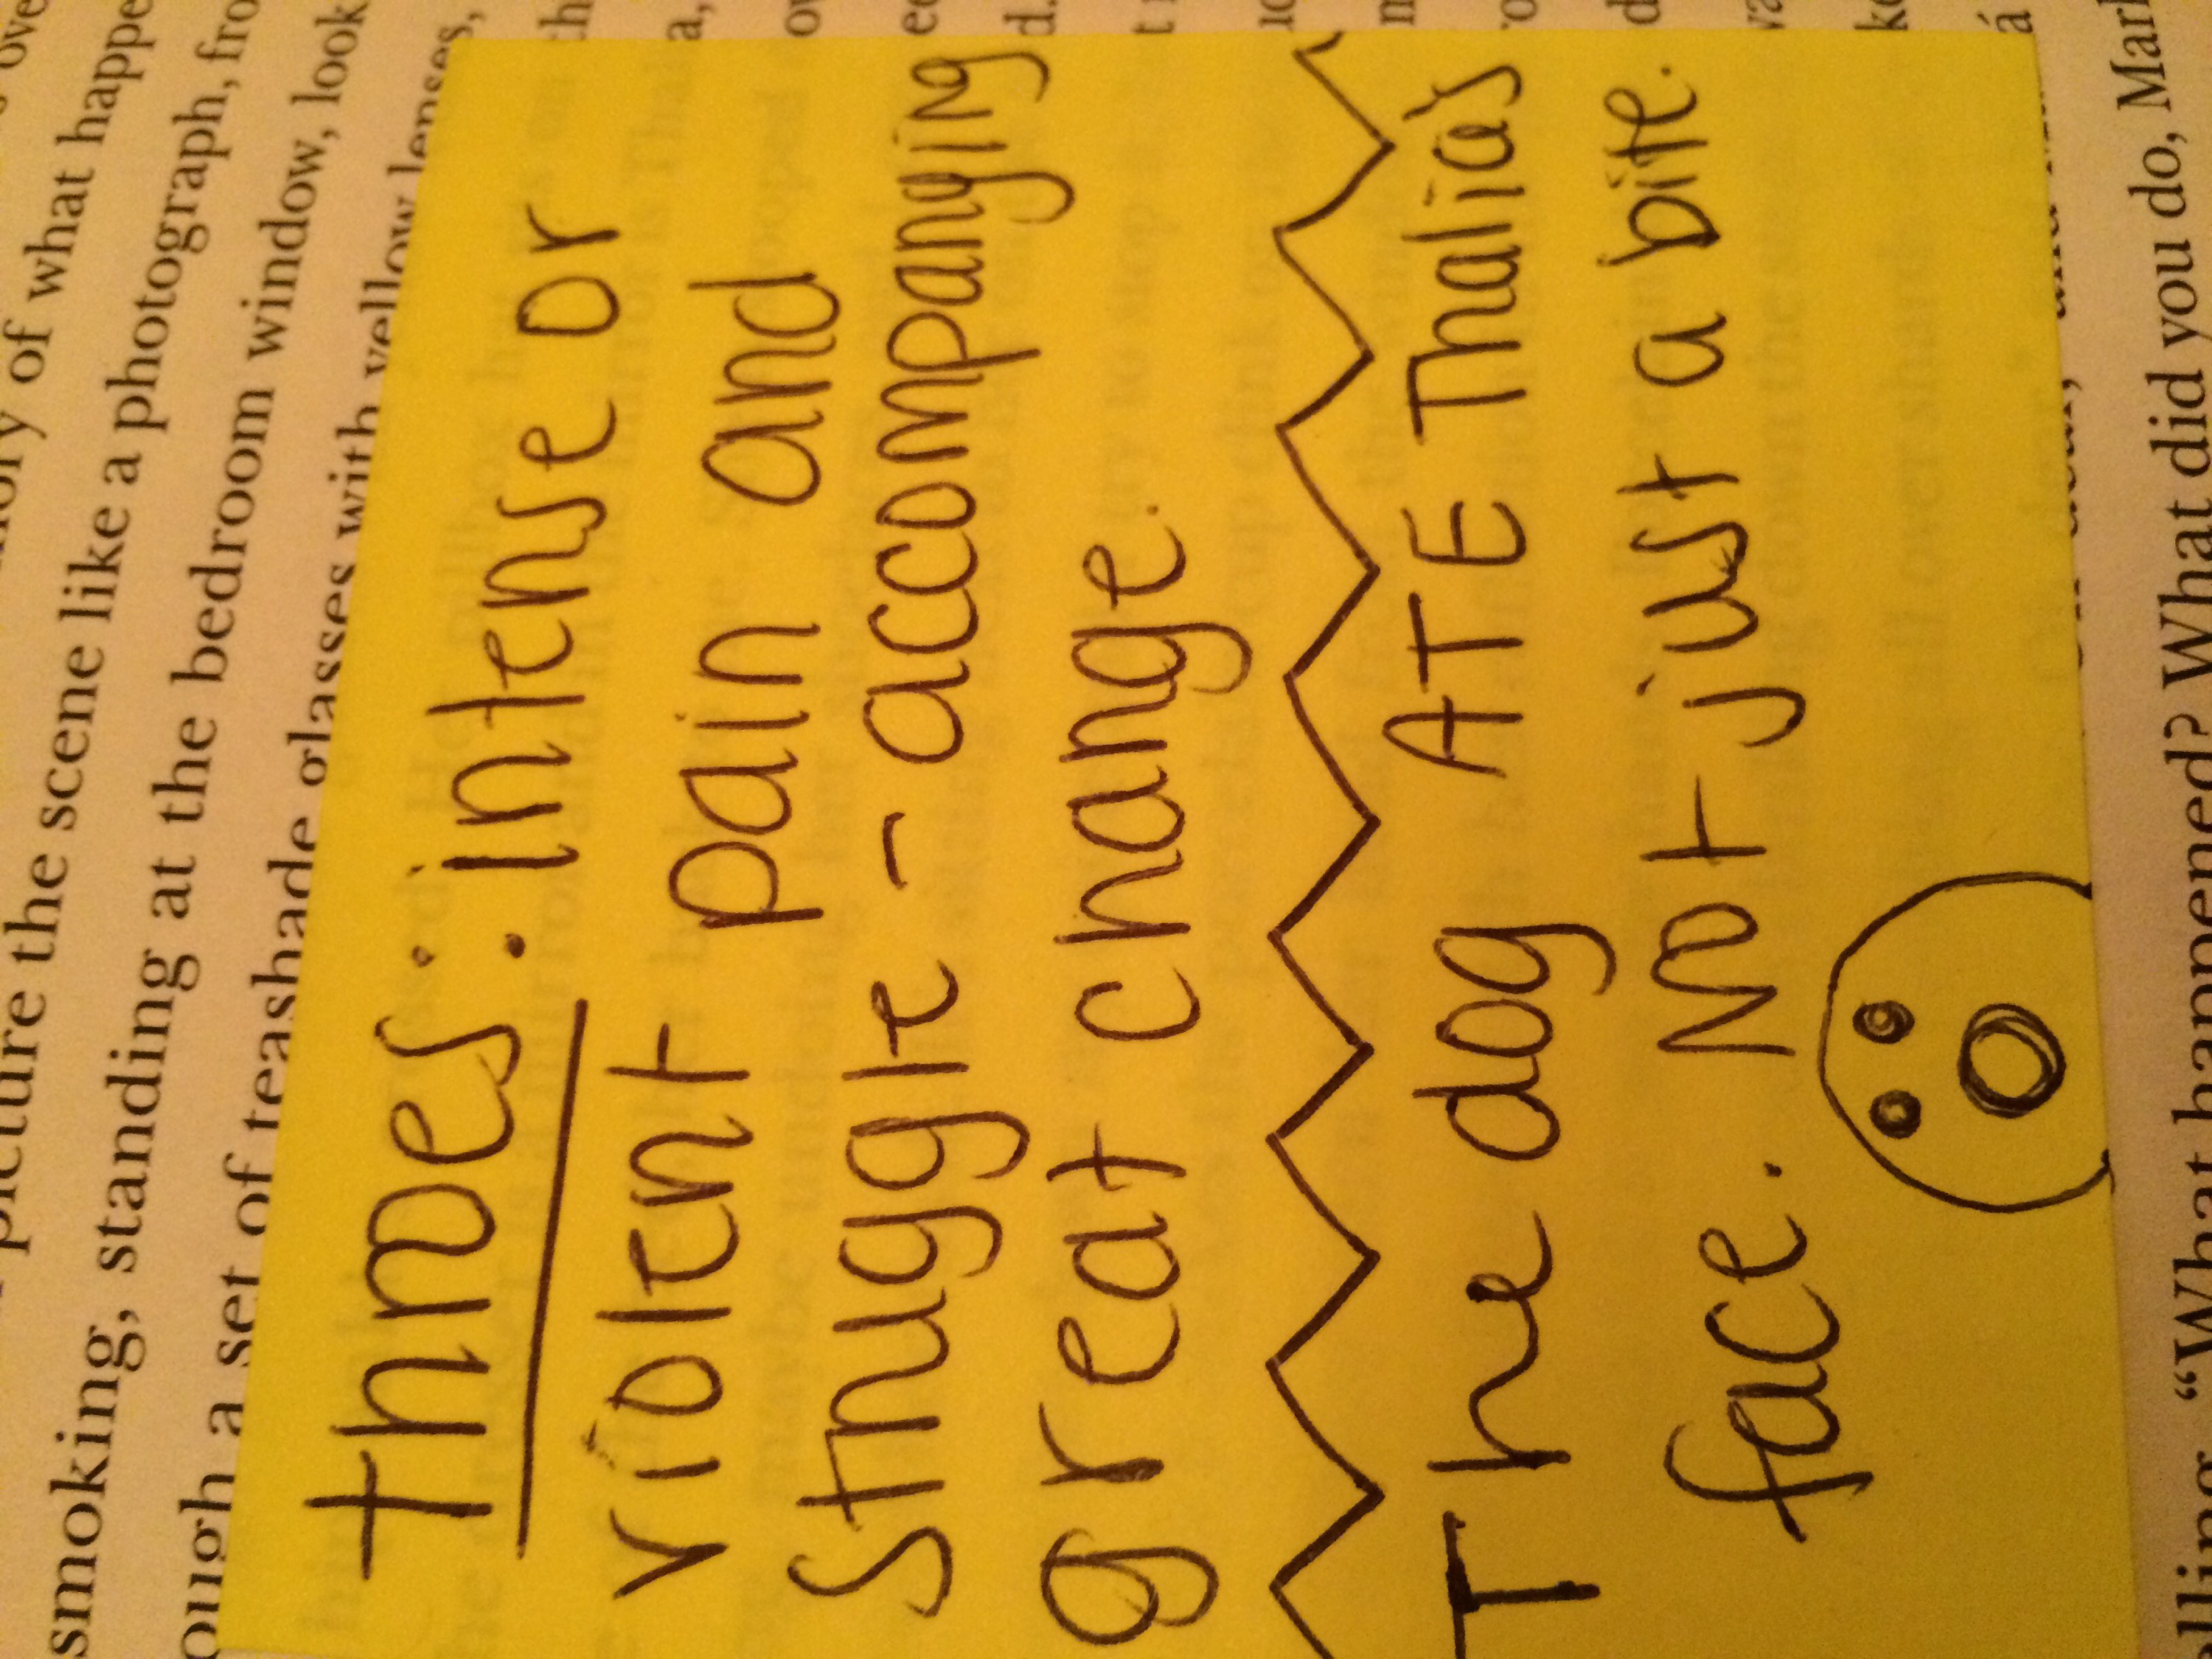 of what happe
picture the scene like a photograph, fro
smoking, standing at the bedroom window, look
ough a set of teashade glasses with yellow lenses,
throes: intense or
violent pain and
struggle - accompanying
great change.
The dog ATE Thalia's
face. Not just a bite.
"What happened? What did you do, Mar